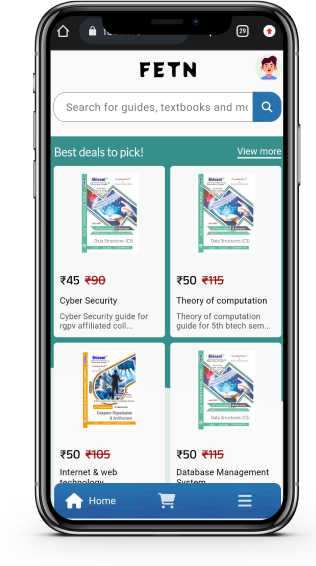 29
FETN
Search for guides, textbooks and mo
Best deals to pick!
View more
Shivani
Data Structures (CS)
Shivani
Data Structures (CS)
₹45 ₹90
₹50 ₹115
Cyber Security
Theory of computation
Cyber Security guide for
rgpv affiliated coll...
Theory of computation
guide for 5th btech sem...
Shivani
Computer Organization
& Architecture
Shivani
Data Structures (CS)
₹50 ₹105
₹50 ₹115
Internet & web
technology
Database Management
System
Home